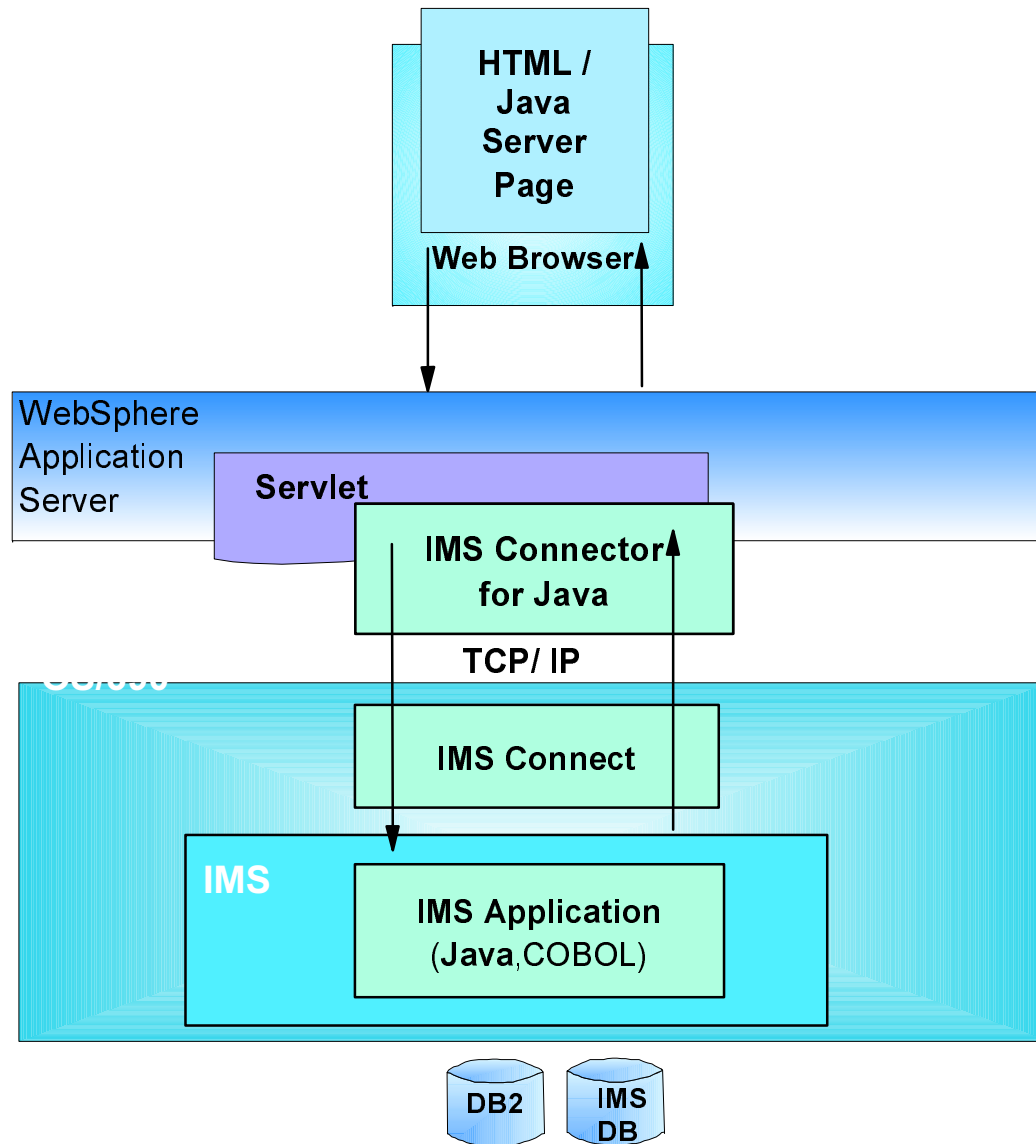 HTML /
Java
Server
Page
Web Browser
WebSphere
Application
Server
Servlet
IMS Connector
for Java
TCP/ IP
IMS Connect
IMS
IMS Application
(Java,COBOL)
DB2
IMS
DB